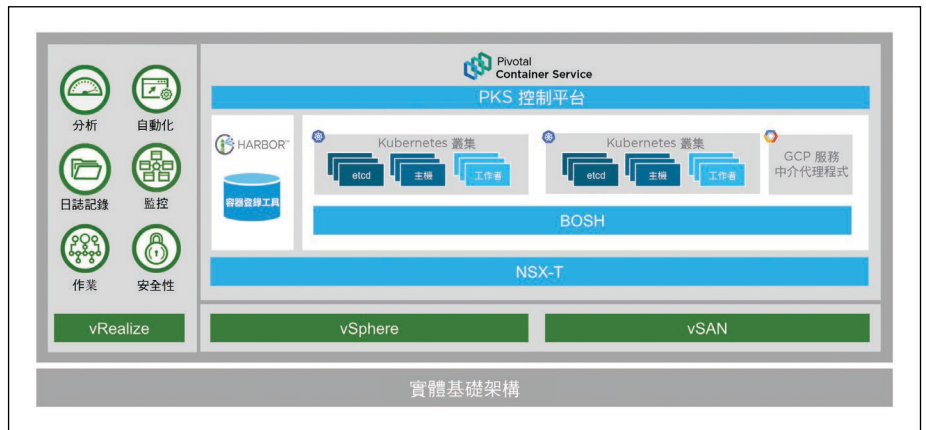 分析
自動化
日誌記錄
監控
作業
安全性
vRealize
Pivotal
Container Service
PKS 控制平台
HARBOR™
容器登錄工具
Kubernetes 叢集
etcd
主機
工作者
Kubernetes 叢集
etcd
主機
工作者
GCP 服務
中介代理程式
BOSH
NSX-T
vSphere
vSAN
實體基礎架構